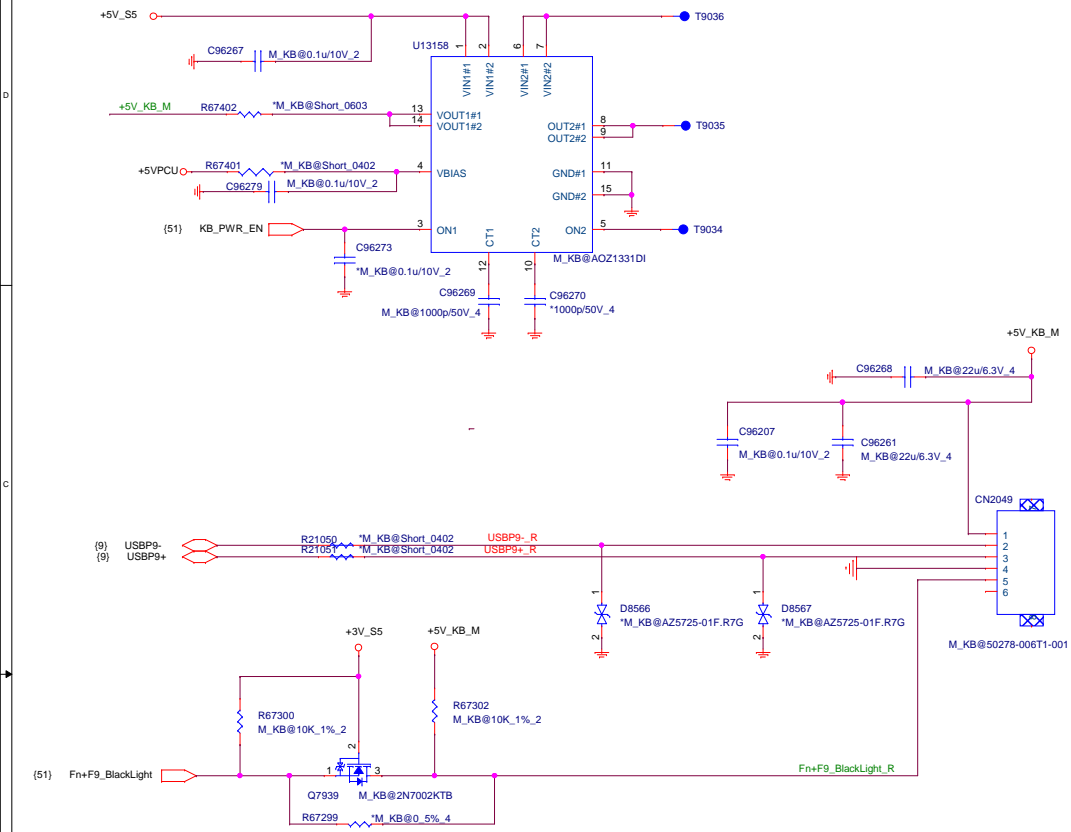 +5V_S5
T9036
C96267
M_KB@0.1u/10V_2
U13158
1
2
6
7
VIN1#1
VIN1#2
VIN2#1
VIN2#2
D
+5V_KB_M
R67402
*M_KB@Short_0603
13
14
VOUT1#1
VOUT1#2
OUT2#1
OUT2#2
8
9
T9035
+5VPCU
R67401
*M_KB@Short_0402
4
VBIAS
GND#1
11
C96279
M_KB@0.1u/10V_2
GND#2
15
{51}
KB_PWR_EN
3
ON1
CT1
CT2
ON2
5
T9034
C96273
*M_KB@0.1u/10V_2
12
10
M_KB@AOZ1331DI
C96269
M_KB@1000p/50V_4
C96270
*1000p/50V_4
+5V_KB_M
C96268
M_KB@22u/6.3V_4
C96207
M_KB@0.1u/10V_2
C96261
M_KB@22u/6.3V_4
C
CN2049
{9}
USBP9-
R21050
*M_KB@Short_0402
USBP9-_R
{9}
USBP9+
R21051
*M_KB@Short_0402
USBP9+_R
1
2
3
4
5
6
1
D8566
*M_KB@AZ5725-01F.R7G
2
1
D8567
*M_KB@AZ5725-01F.R7G
2
M_KB@50278-006T1-001
+3V_S5
+5V_KB_M
R67300
M_KB@10K_1%_2
R67302
M_KB@10K_1%_2
2
{51}
Fn+F9_BlackLight
1
3
Fn+F9_BlackLight_R
Q7939
M_KB@2N7002KTB
R67299
*M_KB@0_5%_4